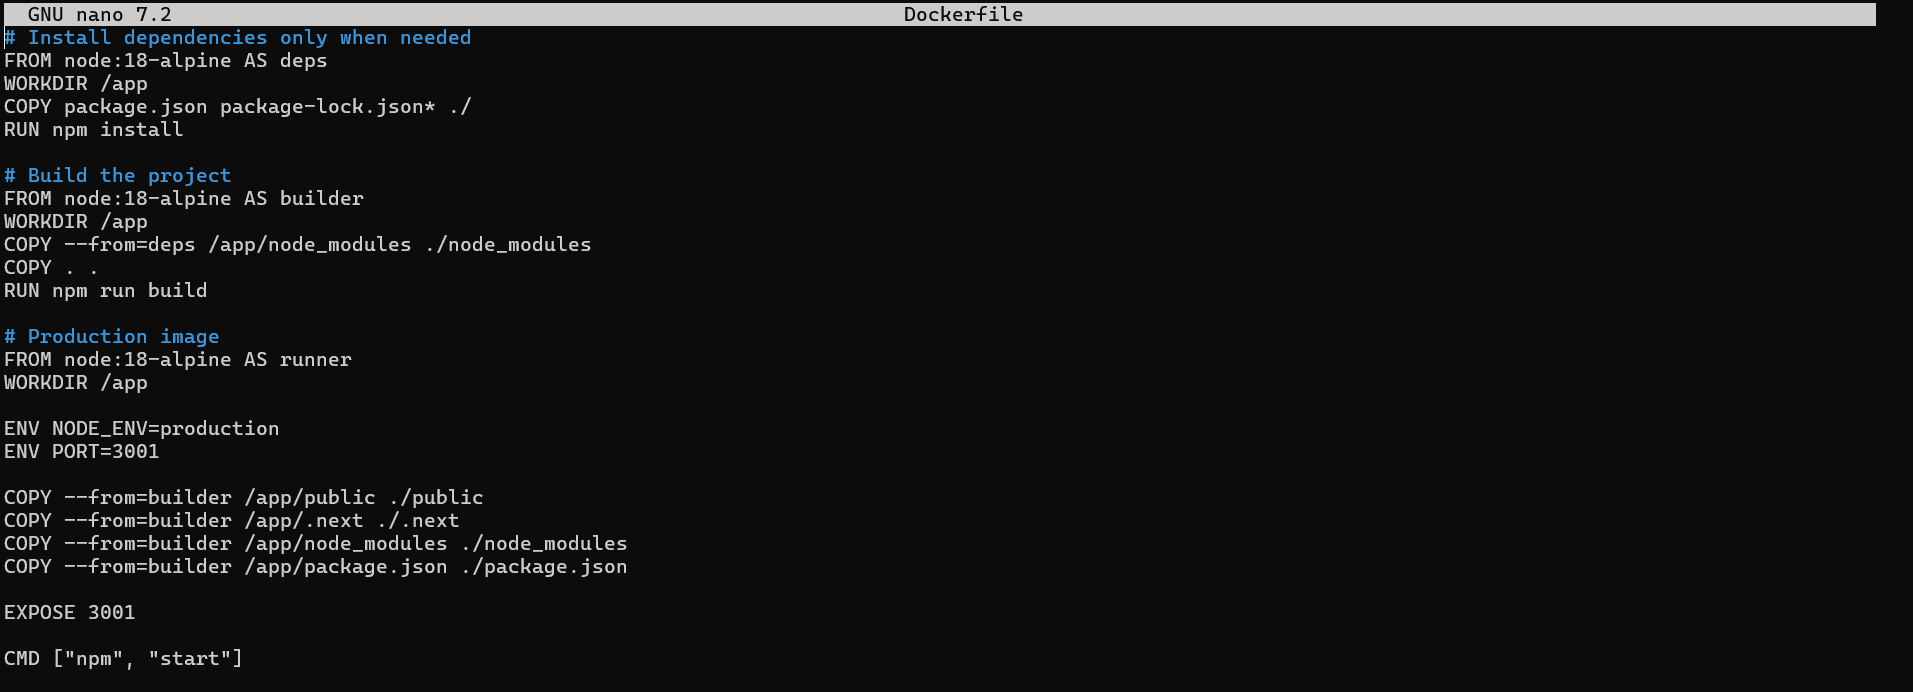 GNU nano 7.2 Dockerfile
# Install dependencies only when needed
FROM node:18-alpine AS deps
WORKDIR /app
COPY package.json package-lock.json* ./
RUN npm install
# Build the project
FROM node:18-alpine AS builder
WORKDIR /app
COPY --from=deps /app/node_modules ./node_modules
COPY . .
RUN npm run build
# Production image
FROM node:18-alpine AS runner
WORKDIR /app
ENV NODE_ENV=production
ENV PORT=3001
COPY --from=builder /app/public ./public
COPY --from=builder /app/.next ./.next
COPY --from=builder /app/node_modules ./node_modules
COPY --from=builder /app/package.json ./package.json
EXPOSE 3001
CMD ["npm", "start"]